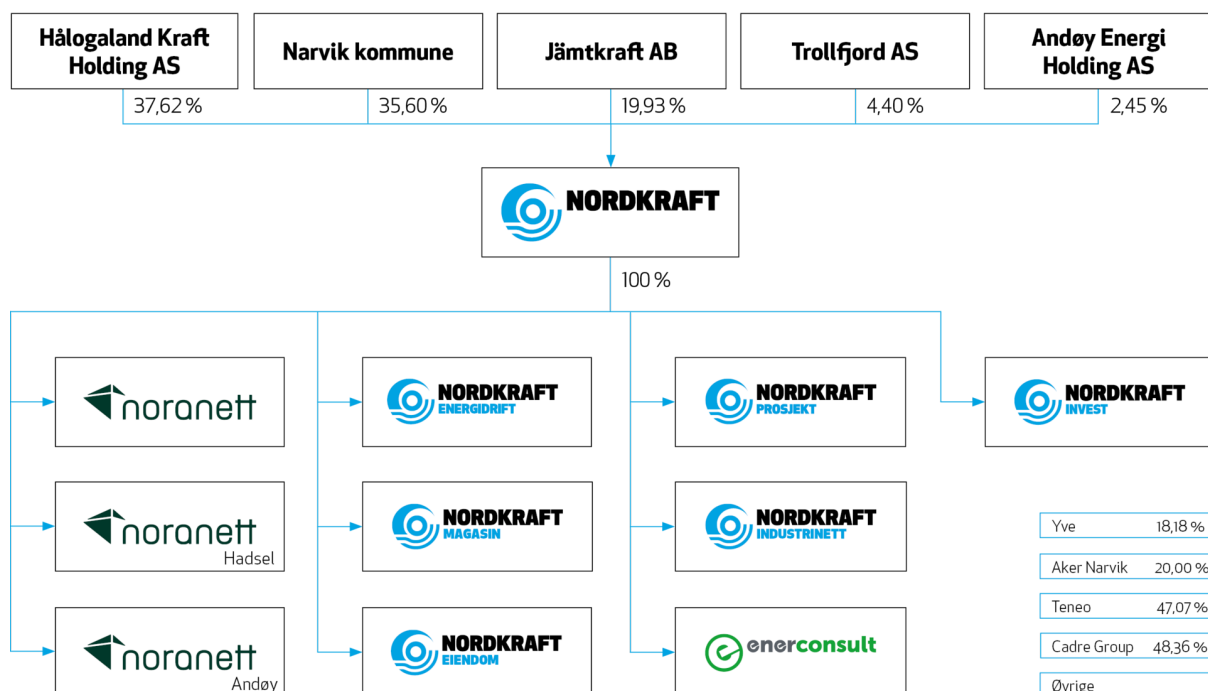 Hålogaland Kraft
Holding AS
Narvik kommune
Jämtkraft AB
Trollfjord AS
Andøy Energi
Holding AS
37,62 %
35,60 %
19,93 %
4,40 %
2,45 %
NORDKRAFT
100 %
noranett
NORDKRAFT
ENERGIDRIFT
NORDKRAFT
PROSJEKT
NORDKRAFT
INVEST
noranett
Hadsel
NORDKRAFT
MAGASIN
NORDKRAFT
INDUSTRINETT
noranett
Andøy
NORDKRAFT
EIENDOM
enerconsult
Yve 18,18 %
Aker Narvik 20,00 %
Teneo 47,07 %
Cadre Group 48,36 %
Øvrige